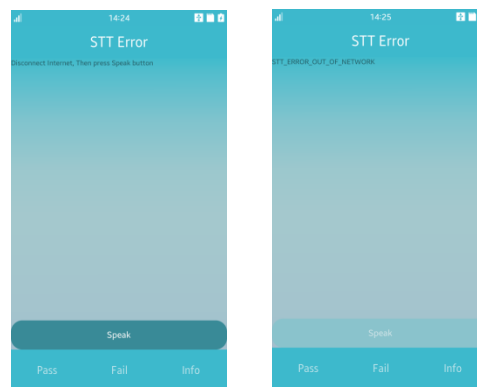 14:24
STT Error
Disconnect Internet, Then press Speak button
Speak
Pass Fail Info
14:25
STT Error
STT_ERROR_OUT_OF_NETWORK
Speak
Pass Fail Info